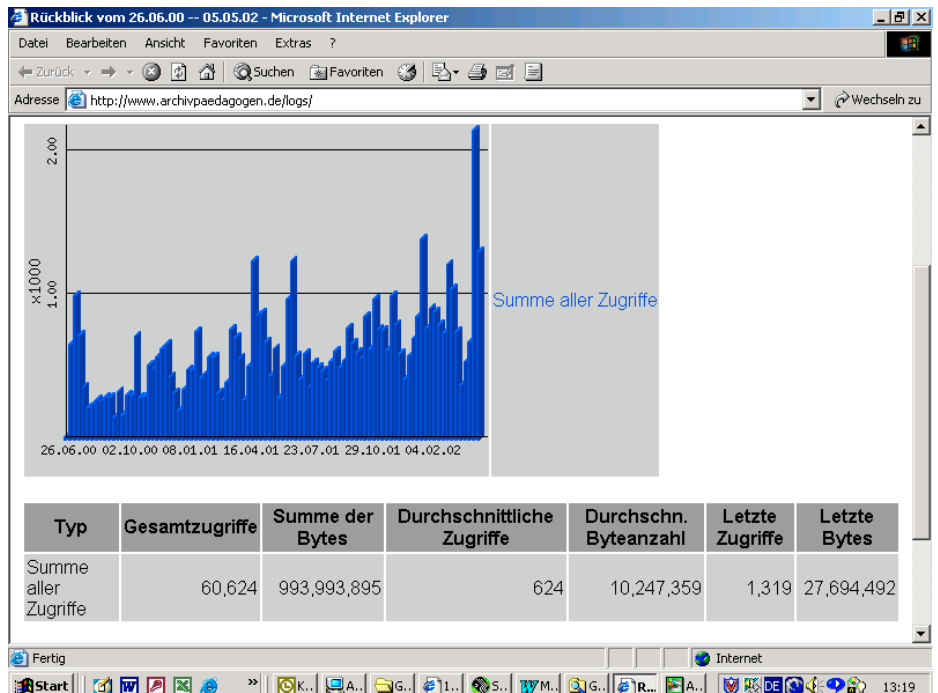 Rückblick vom 26.06.00 -- 05.05.02 - Microsoft Internet Explorer
Datei Bearbeiten Ansicht Favoriten Extras ?
Zurück Suchen Favoriten
Adresse http://www.archivpaedagogen.de/logs/ Wechseln zu
2.00
x1000
1.00
Summe aller Zugriffe
26.06.00 02.10.00 08.01.01 16.04.01 23.07.01 29.10.01 04.02.02
Typ Gesamtzugriffe Summe der Bytes Durchschnittliche Zugriffe Durchschn. Byteanzahl Letzte Zugriffe Letzte Bytes
Summe aller Zugriffe 60,624 993,993,895 624 10,247,359 1,319 27,694,492
Fertig Internet
Start » K... A... G... 1... S... M... G... R... A... DE 13:19